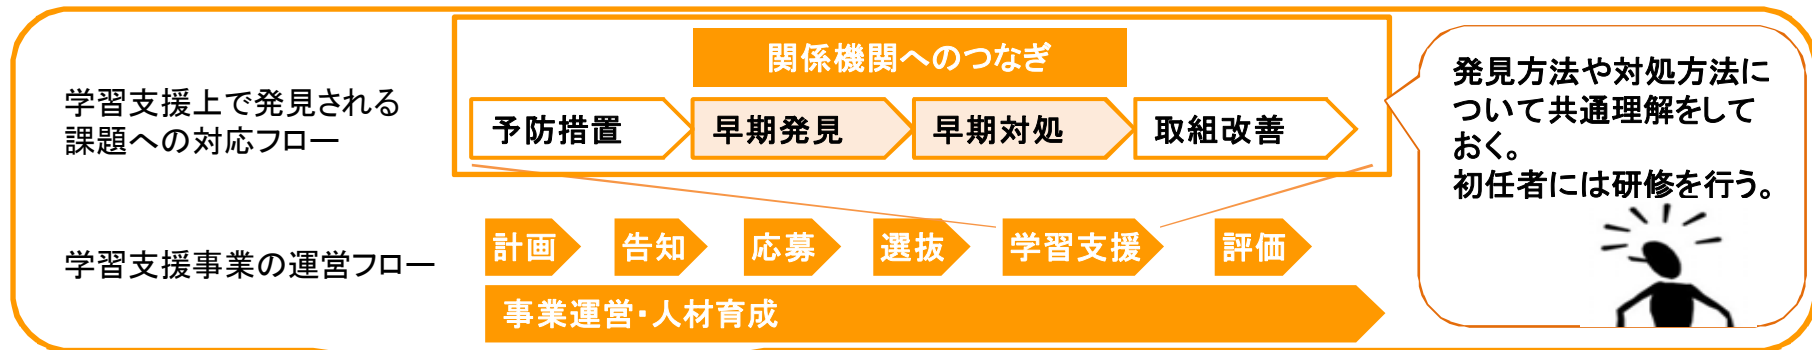 関係機関へのつなぎ
学習支援上で発見される
課題への対応フロー
予防措置
早期発見
早期対処
取組改善
発見方法や対処方法に
ついて共通理解をして
おく。
初任者には研修を行う。
学習支援事業の運営フロー
計画
告知
応募
選抜
学習支援
評価
事業運営・人材育成